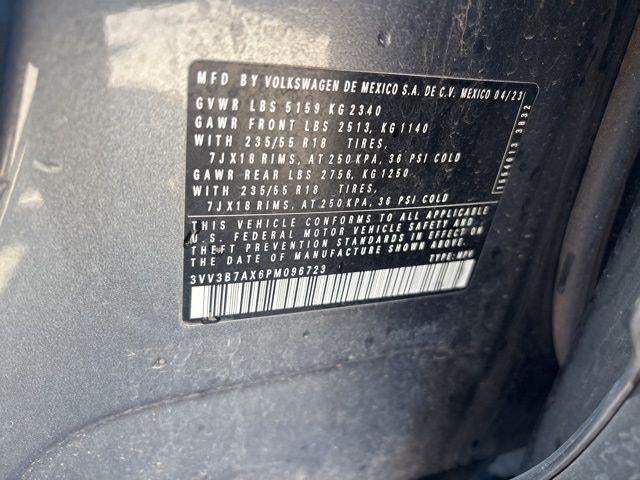 MFD BY VOLKSWAGEN DE MEXICO S.A. DE C.V. MEXICO 04/23
GVWR LBS 5159 KG 2340
GAWR FRONT LBS 2513, KG 1140
WITH 235/55 R18 TIRES,
7JX18 RIMS, AT 250 KPA, 36 PSI COLD
GAWR REAR LBS 2756, KG 1250
WITH 235/55 R18 TIRES,
7JX18 RIMS, AT 250 KPA, 36 PSI COLD
THIS VEHICLE CONFORMS TO ALL APPLICABLE
U.S. FEDERAL MOTOR VEHICLE SAFETY AND
THEFT PREVENTION STANDARDS IN EFFECT ON
THE DATE OF MANUFACTURE SHOWN ABOVE.
3VV3B7AX6PM096723
TYPE: MPV